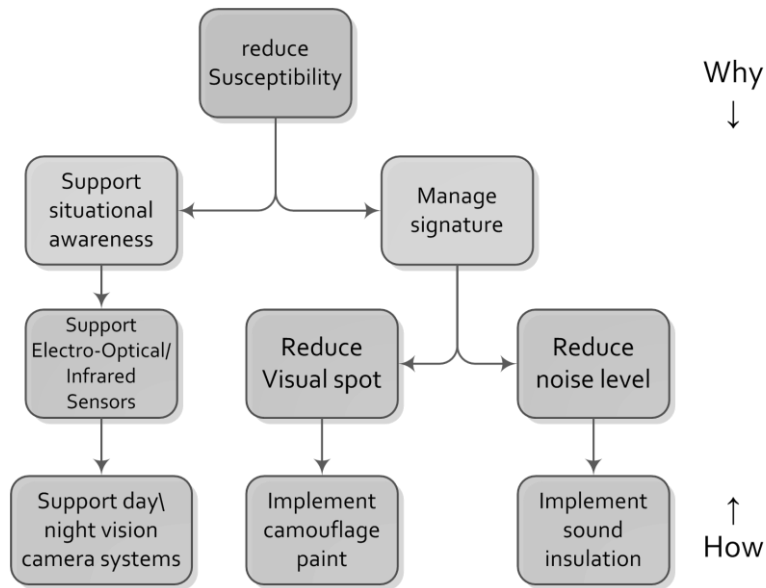 reduce
Susceptibility
Why
↓
Support
situational
awareness
Manage
signature
Support
Electro-Optical/
Infrared
Sensors
Reduce
Visual spot
Reduce
noise level
Support day\
night vision
camera systems
Implement
camouflage
paint
Implement
sound
insulation
↑
How